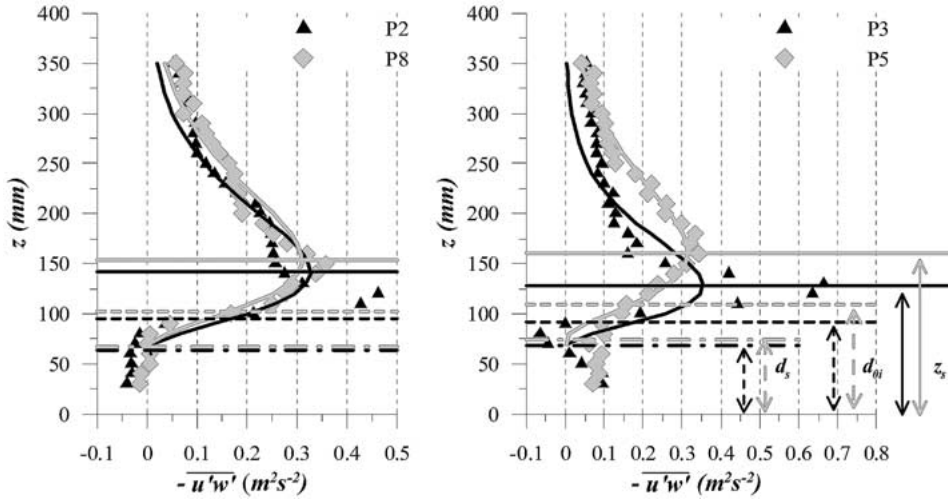 P2
P8
P3
P5
z (mm)
400
350
300
250
200
150
100
50
0
-0.1 0 0.1 0.2 0.3 0.4 0.5
- u'w' (m²s⁻²)
z (mm)
400
350
300
250
200
150
100
50
0
-0.1 0 0.1 0.2 0.3 0.4 0.5 0.6 0.7 0.8
- u'w' (m²s⁻²)
d_s
d_θi
z_s